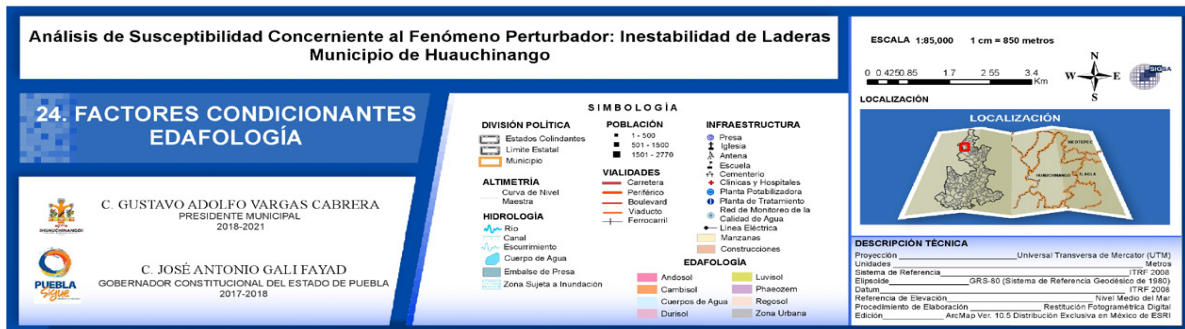 Análisis de Susceptibilidad Concerniente al Fenómeno Perturbador: Inestabilidad de Laderas
Municipio de Huauchinango
24. FACTORES CONDICIONANTES
EDAFOLOGÍA
C. GUSTAVO ADOLFO VARGAS CABRERA
PRESIDENTE MUNICIPAL
2018-2021
C. JOSÉ ANTONIO GALI FAYAD
GOBERNADOR CONSTITUCIONAL DEL ESTADO DE PUEBLA
2017-2018
PUEBLA
Sigue
SIMBOLOGÍA
DIVISIÓN POLÍTICA
Estados Colindantes
Limite Estatal
Municipio
ALTIMETRÍA
Curva de Nivel
Maestra
HIDROLOGÍA
Rio
Canal
Escurrimiento
Cuerpo de Agua
Embalse de Presa
Zona Sujeta a Inundación
POBLACIÓN
1 - 500
501 - 1500
1501 - 2770
VIALIDADES
Carretera
Periférico
Boulevard
Viaducto
Ferrocarril
INFRAESTRUCTURA
Presa
Iglesia
Antena
Escuela
Cementerio
Clinicas y Hospitales
Planta Potabilizadora
Planta de Tratamiento
Red de Monitoreo de la
Calidad de Agua
Linea Eléctrica
Manzanas
Construcciones
EDAFOLOGÍA
Andosol
Cambisol
Cuerpos de Agua
Durisol
Luvisol
Phaeozem
Regosol
Zona Urbana
ESCALA 1:85,000 1 cm = 850 metros
0 0.425 0.85 1.7 2.55 3.4
Km
N
W E
S
SIGSA
LOCALIZACIÓN
LOCALIZACIÓN
HUAUCHINANGO
DESCRIPCIÓN TÉCNICA
Proyección Universal Transversa de Mercator (UTM)
Unidades Metros
Sistema de Referencia ITRF 2008
Elipsoide GRS-80 (Sistema de Referencia Geodésico de 1980)
Datum ITRF 2008
Referencia de Elevación Nivel Medio del Mar
Procedimiento de Elaboración Restitución Fotogramétrica Digital
Edición ArcMap Ver. 10.5 Distribución Exclusiva en México de ESRI